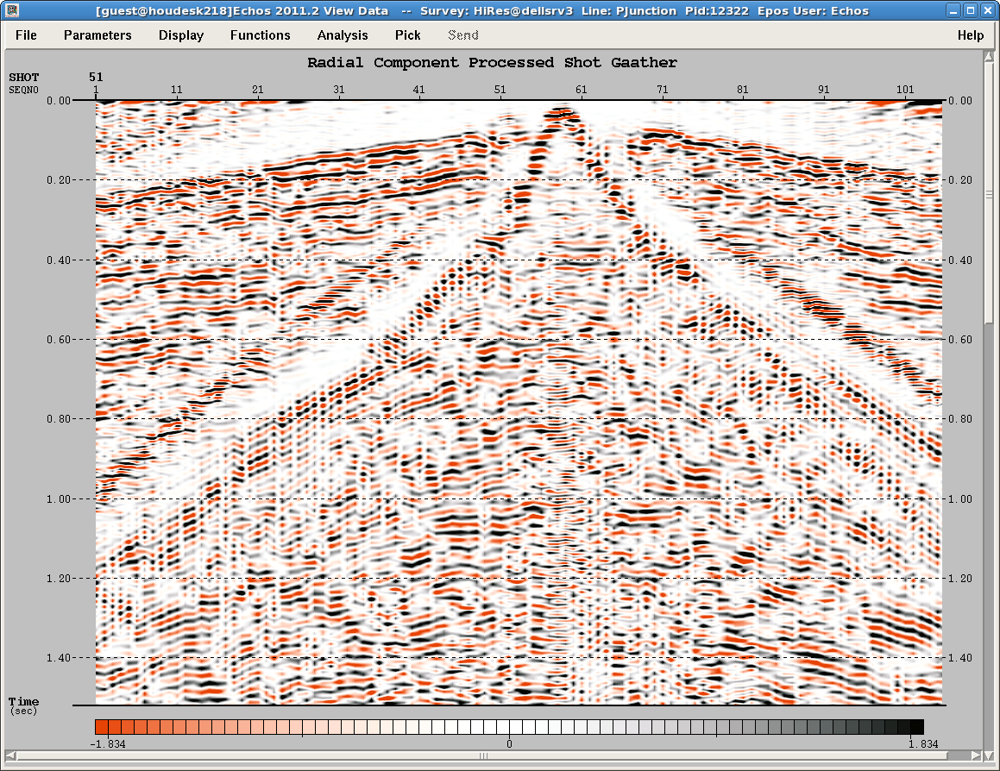 [guest@houdesk218]Echos 2011.2 View Data -- Survey: HiRes@dellsrv3 Line: PJunction Pid:12322 Epos User: Echos
File Parameters Display Functions Analysis Pick Send Help
Radial Component Processed Shot Gaather
SHOT 51
SEQNO 1 11 21 31 41 51 61 71 81 91 101
0.00 0.00
0.20 0.20
0.40 0.40
0.60 0.60
0.80 0.80
1.00 1.00
1.20 1.20
1.40 1.40
Time
(sec)
-1.834 0 1.834